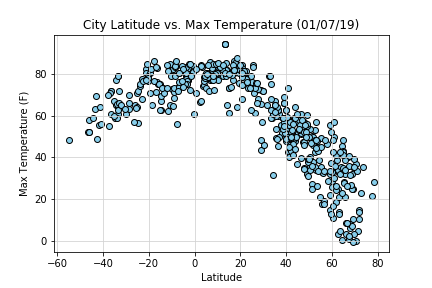 City Latitude vs. Max Temperature (01/07/19)
Max Temperature (F)
80
60
40
20
0
−60 −40 −20 0 20 40 60 80
Latitude